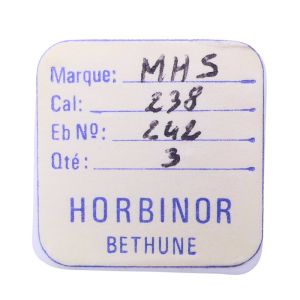 Marque: MHS
Cal: 238
Eb Nº: 242
Qté: 3
HORBINOR
BETHUNE